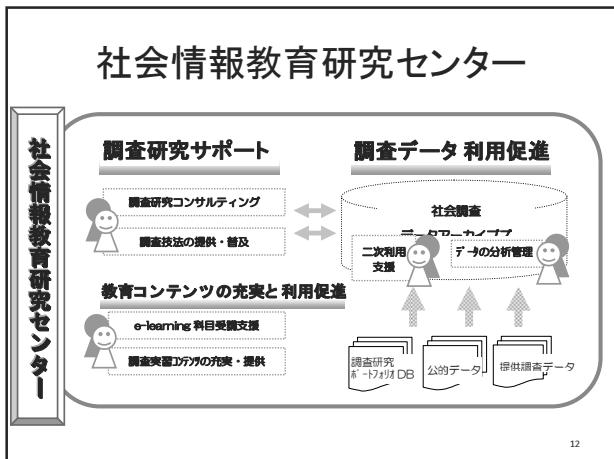 社会情報教育研究センター
社会情報教育研究センター
調査研究サポート
調査研究コンサルティング
調査技法の提供・普及
教育コンテンツの充実と利用促進
e-learning 科目受講支援
調査実習コンテンツの充実・提供
調査データ 利用促進
社会調査
データアーカイブブ
二次利用
支援
データの分析管理
調査研究
ポートフォリオ DB
公的データ
提供調査データ
12